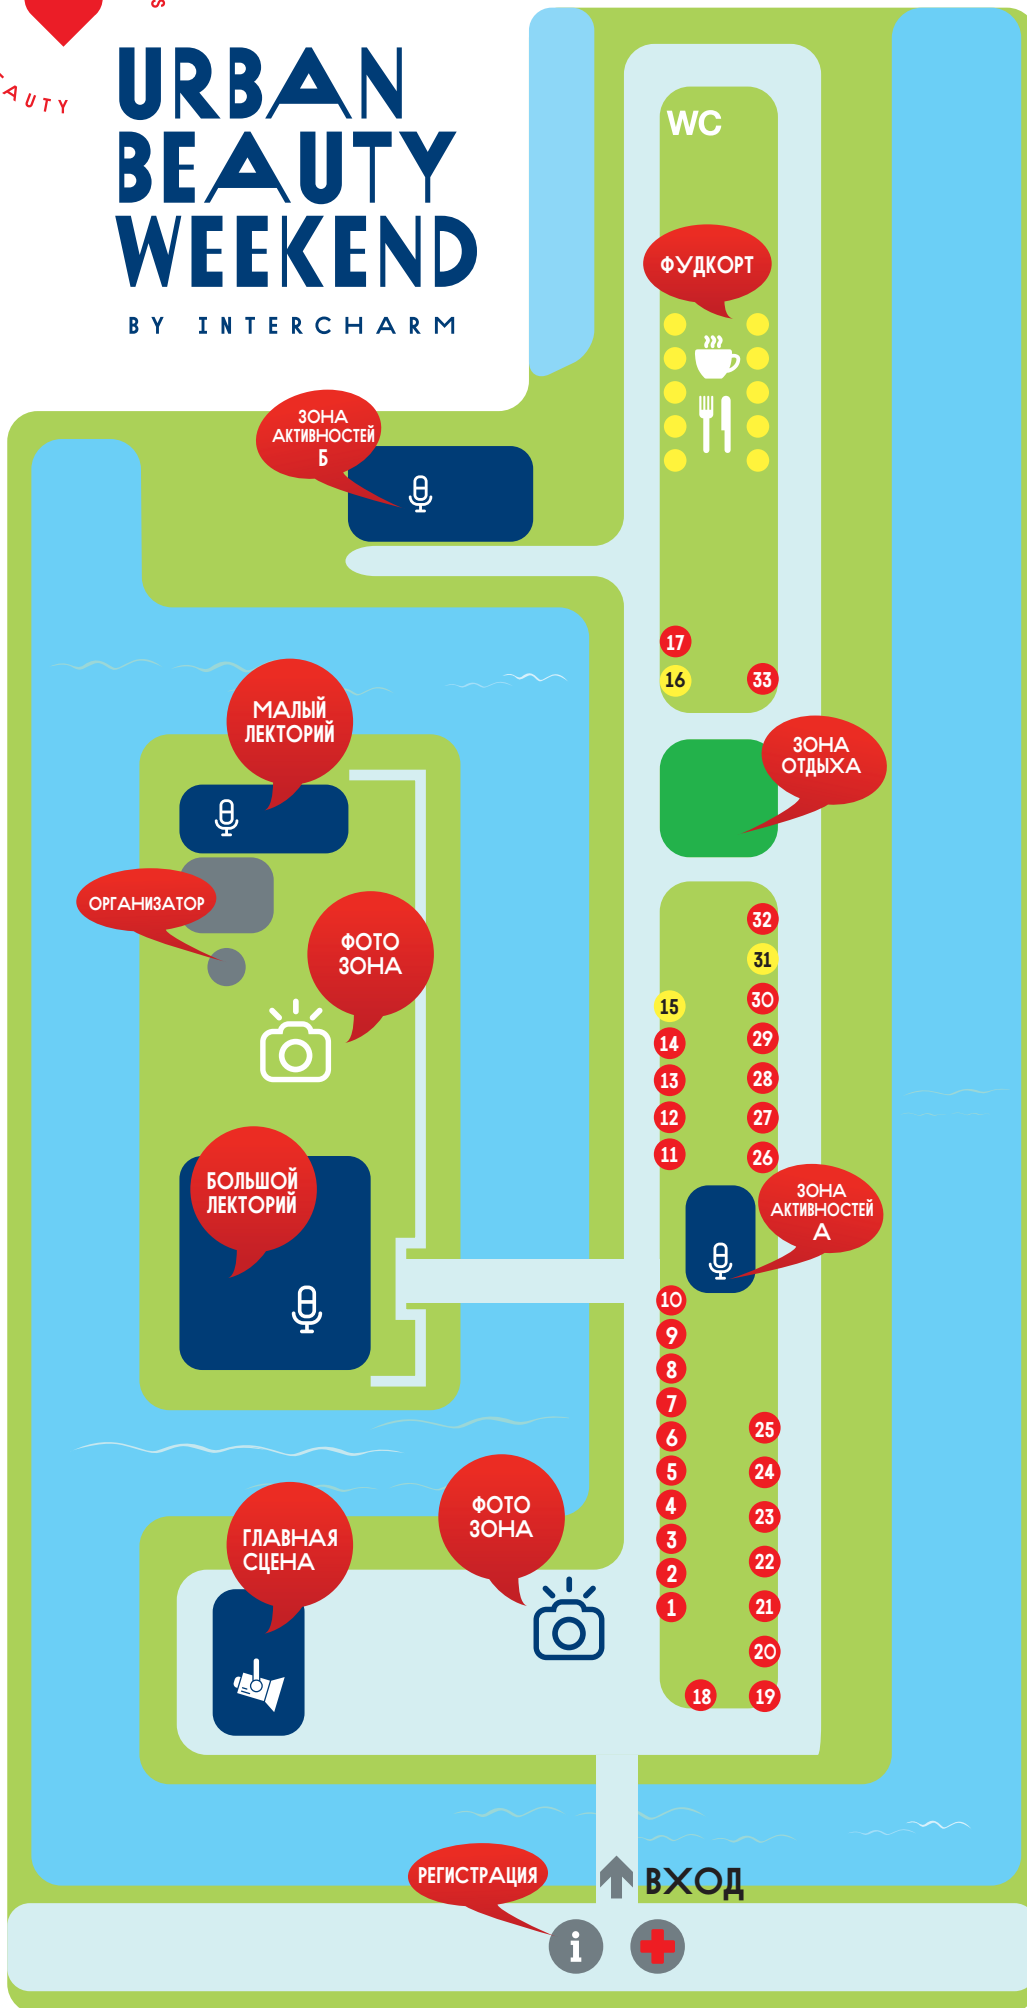 S
AUTY
URBAN
BEAUTY
WEEKEND
BY INTERCHARM
WC
ФУДКОРТ
ЗОНА
АКТИВНОСТЕЙ
Б
17
16
33
МАЛЫЙ
ЛЕКТОРИЙ
ЗОНА
ОТДЫХА
ОРГАНИЗАТОР
ФОТО
ЗОНА
32
31
30
29
28
27
26
15
14
13
12
11
БОЛЬШОЙ
ЛЕКТОРИЙ
ЗОНА
АКТИВНОСТЕЙ
А
10
9
8
7
6
5
4
3
2
1
25
24
23
22
21
20
19
18
ФОТО
ЗОНА
ГЛАВНАЯ
СЦЕНА
РЕГИСТРАЦИЯ
ВХОД
i